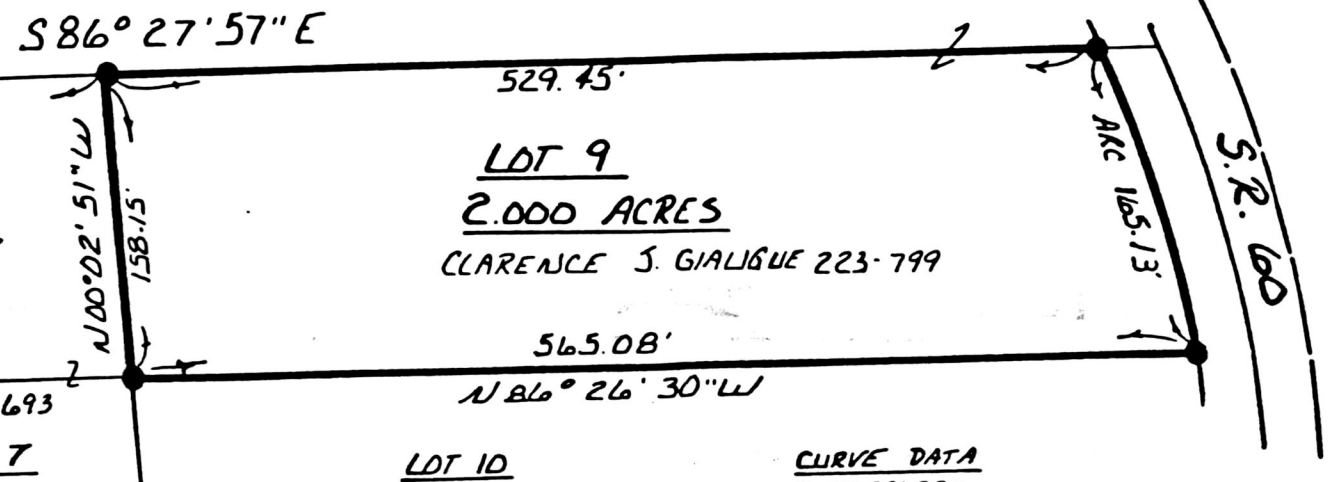 S 86° 27' 57" E
529.45'
N 00° 02' 51" W
158.15'
LOT 9
2.000 ACRES
CLARENCE J. GIAUGUE 223-799
ARC 165.13'
S.R. 60
565.08'
N 86° 26' 30" W
693
7
LOT 10
CURVE DATA